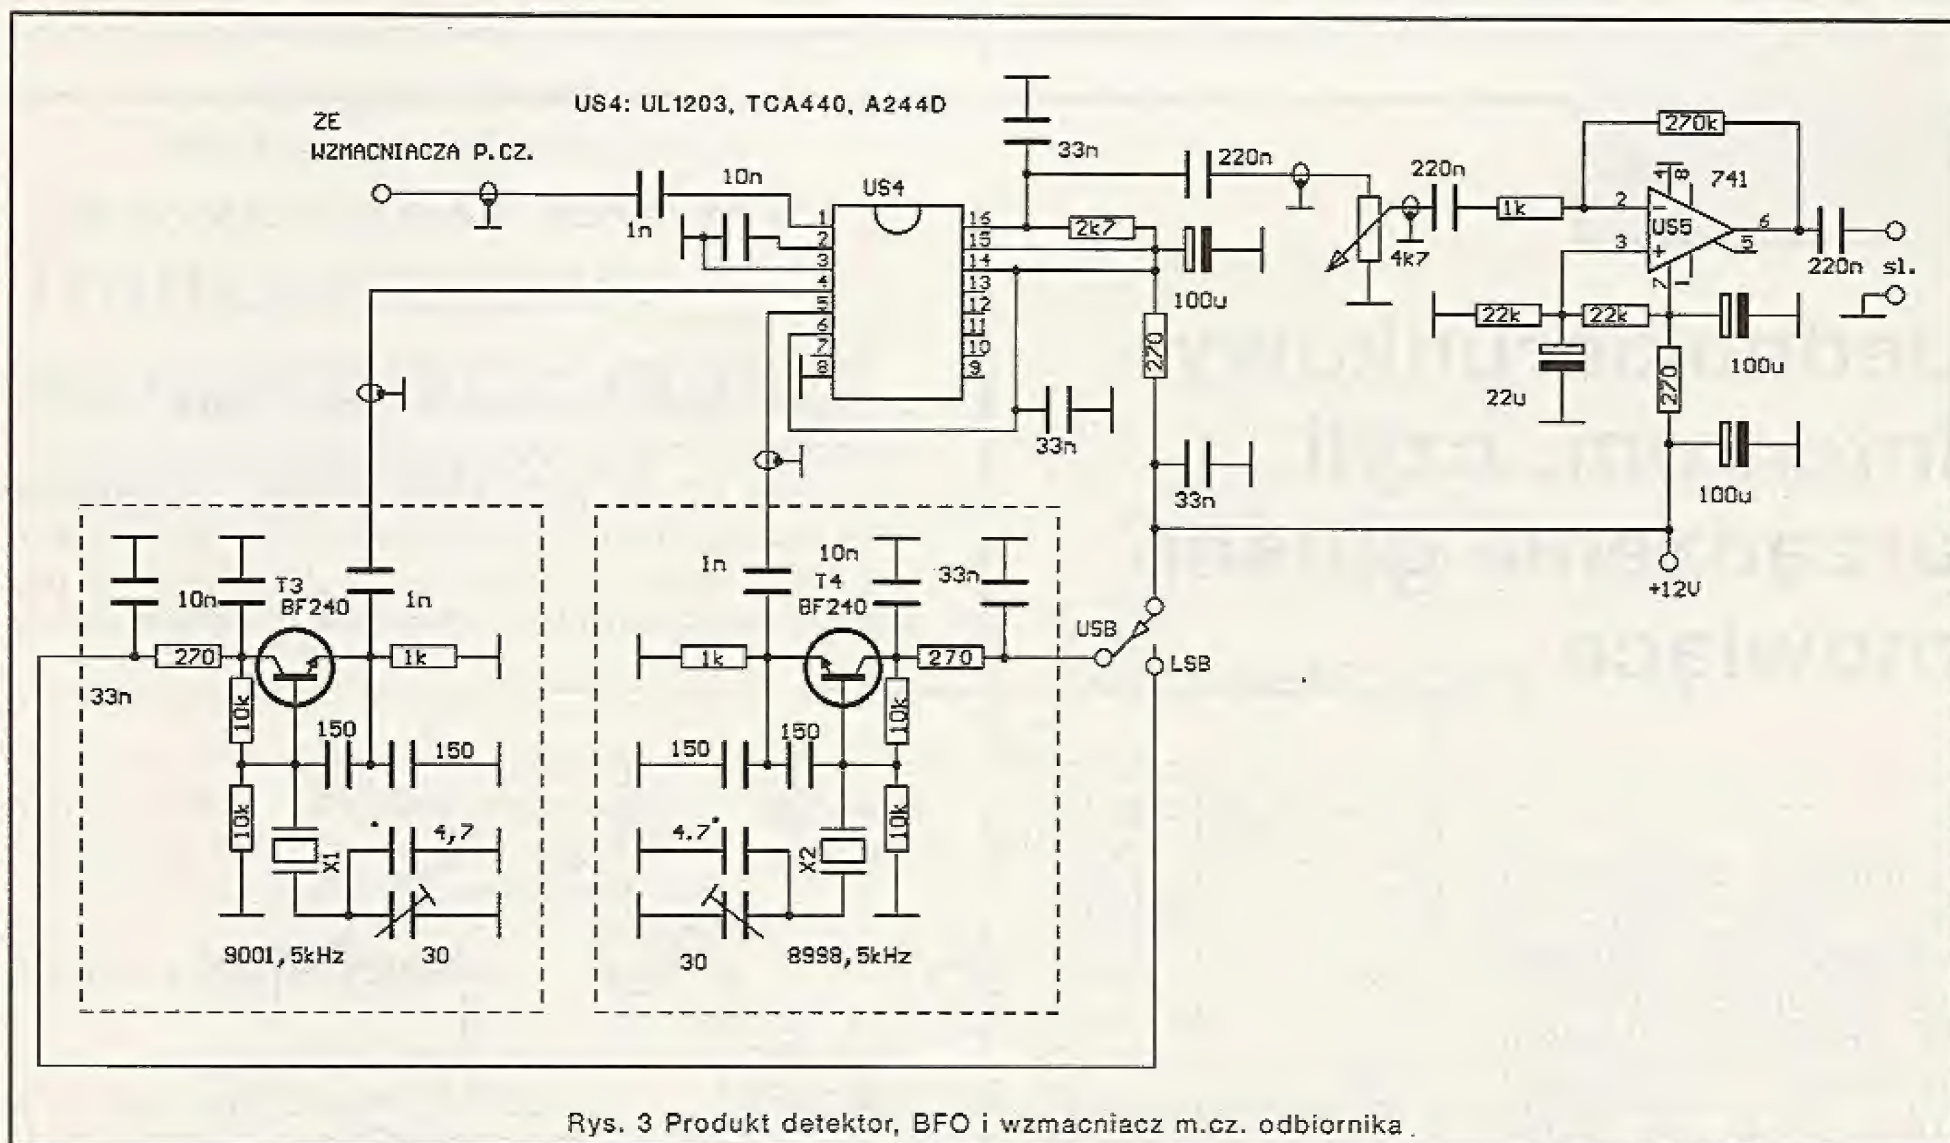 US4: UL1203, TCA440, A244D
ZE
WZMACNIACZA P.CZ.
1n
10n
US4
1
2
3
4
5
6
7
8
16
15
14
13
12
11
10
9
33n
2k7
220n
100u
270
33n
33n
4k7
220n
1k
270k
741
US5
2
3
4
8
6
5
7
1
220n
sł.
22k
22k
22u
100u
270
100u
+12V
33n
10n
T3
BF240
1n
270
1k
10k
150
150
10k
X1
4,7
30
9001,5kHz
1n
10n
T4
BF240
33n
1k
270
10k
150
150
4.7*
X2
10k
30
8998,5kHz
USB
LSB
Rys. 3 Produkt detektor, BFO i wzmacniacz m.cz. odbiornika.